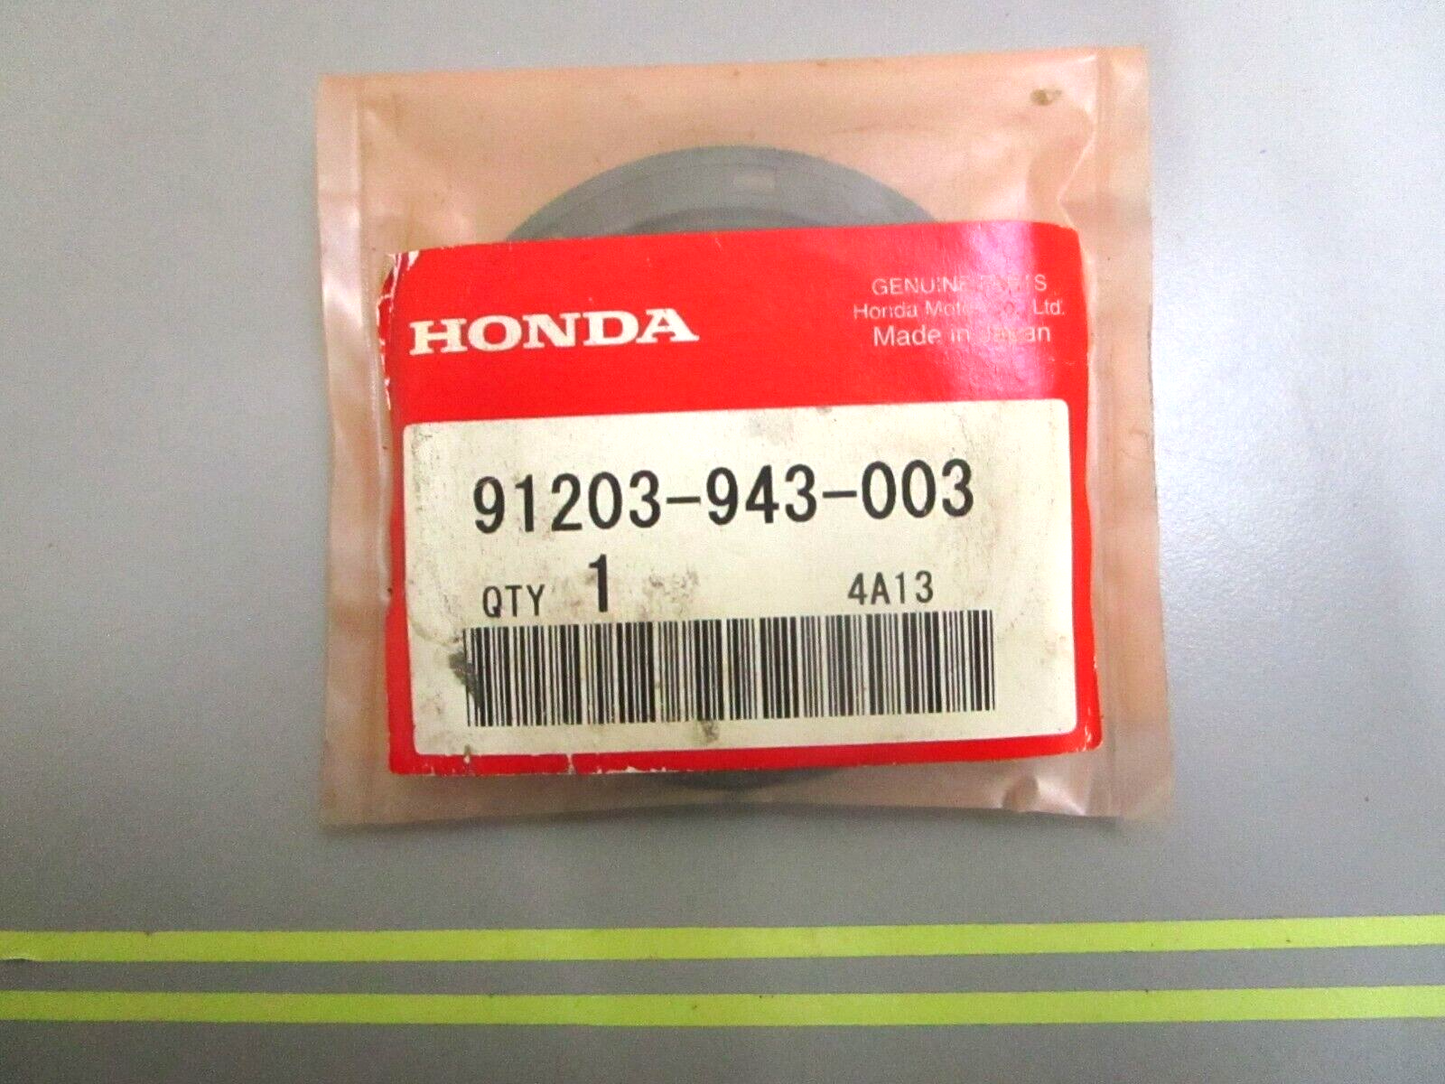 HONDA
GENUINE PARTS
Honda Motor Co., Ltd.
Made in Japan
91203-943-003
QTY 1 4A13